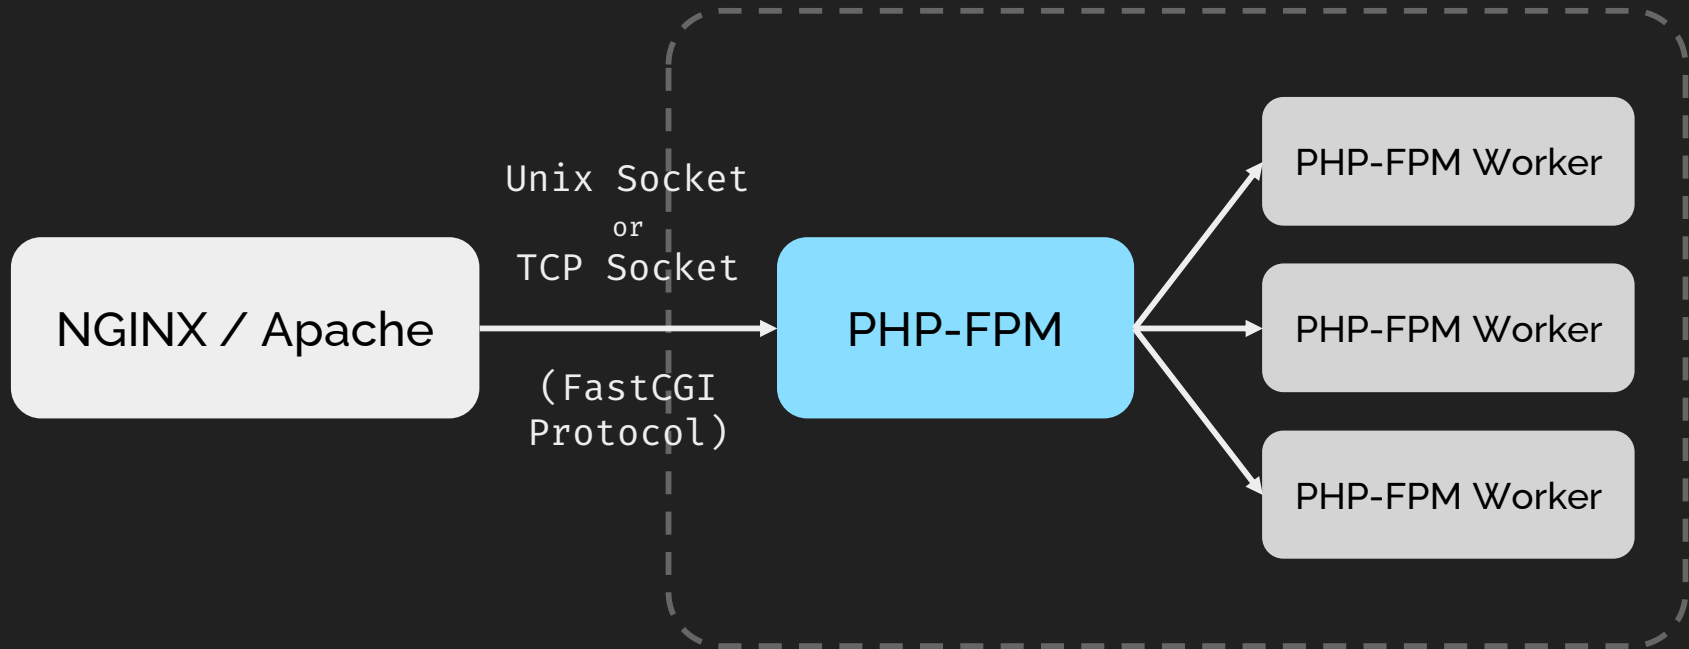 NGINX / Apache
Unix Socket
or
TCP Socket
(FastCGI
Protocol)
PHP-FPM
PHP-FPM Worker
PHP-FPM Worker
PHP-FPM Worker